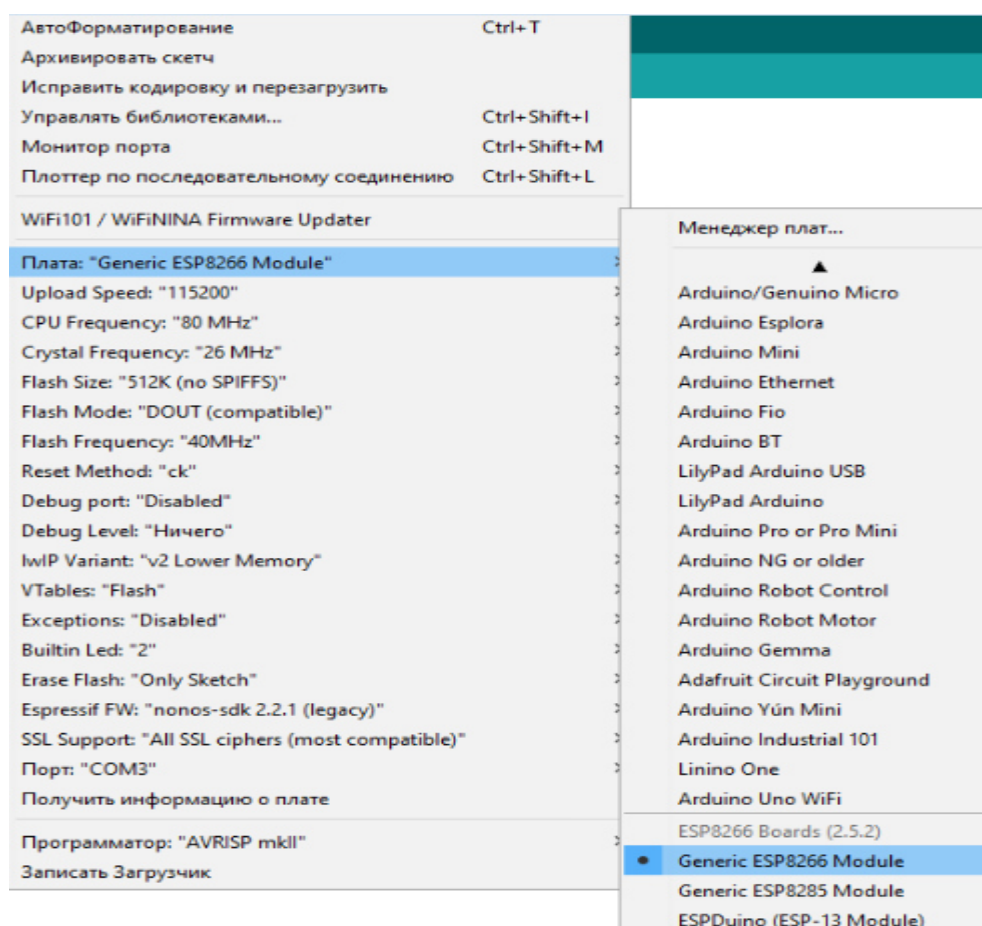 АвтоФорматирование Ctrl+T
Архивировать скетч
Исправить кодировку и перезагрузить
Управлять библиотеками... Ctrl+Shift+I
Монитор порта Ctrl+Shift+M
Плоттер по последовательному соединению Ctrl+Shift+L
WiFi101 / WiFiNINA Firmware Updater
Плата: "Generic ESP8266 Module"
Upload Speed: "115200"
CPU Frequency: "80 MHz"
Crystal Frequency: "26 MHz"
Flash Size: "512K (no SPIFFS)"
Flash Mode: "DOUT (compatible)"
Flash Frequency: "40MHz"
Reset Method: "ck"
Debug port: "Disabled"
Debug Level: "Ничего"
lwIP Variant: "v2 Lower Memory"
VTables: "Flash"
Exceptions: "Disabled"
Builtin Led: "2"
Erase Flash: "Only Sketch"
Espressif FW: "nonos-sdk 2.2.1 (legacy)"
SSL Support: "All SSL ciphers (most compatible)"
Порт: "COM3"
Получить информацию о плате
Программатор: "AVRISP mkII"
Записать Загрузчик
Менеджер плат...
Arduino/Genuino Micro
Arduino Esplora
Arduino Mini
Arduino Ethernet
Arduino Fio
Arduino BT
LilyPad Arduino USB
LilyPad Arduino
Arduino Pro or Pro Mini
Arduino NG or older
Arduino Robot Control
Arduino Robot Motor
Arduino Gemma
Adafruit Circuit Playground
Arduino Yún Mini
Arduino Industrial 101
Linino One
Arduino Uno WiFi
ESP8266 Boards (2.5.2)
Generic ESP8266 Module
Generic ESP8285 Module
ESPDuino (ESP-13 Module)